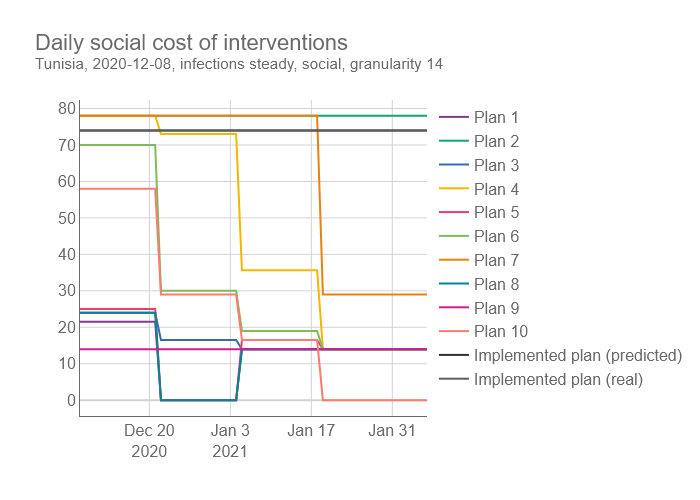 Daily social cost of interventions
Tunisia, 2020-12-08, infections steady, social, granularity 14
80
70
60
50
40
30
20
10
0
Dec 20
2020
Jan 3
2021
Jan 17
Jan 31
Plan 1
Plan 2
Plan 3
Plan 4
Plan 5
Plan 6
Plan 7
Plan 8
Plan 9
Plan 10
Implemented plan (predicted)
Implemented plan (real)